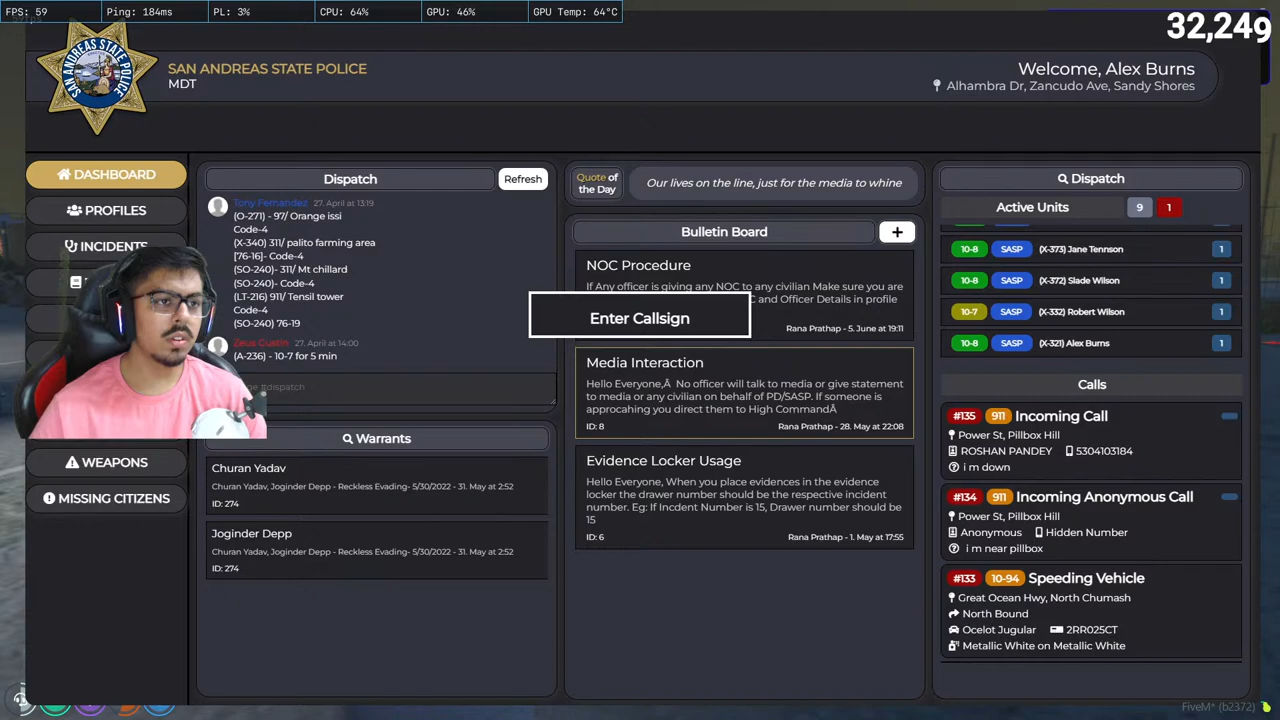 FPS: 59
Ping: 184ms
PL: 3%
CPU: 64%
GPU: 46%
GPU Temp: 64°C
32,249
SAN ANDREAS STATE POLICE
MDT
Welcome, Alex Burns
Alhambra Dr, Zancudo Ave, Sandy Shores
DASHBOARD
PROFILES
INCIDENTS
WEAPONS
MISSING CITIZENS
Dispatch
Refresh
Tony Fernandez 27. April at 13:19
(O-271) - 97/ Orange issi
Code-4
(X-340) 311/ palito farming area
[76-16]- Code-4
(SO-240)- 311/ Mt chillard
Code-4
(LT-216) 911/ Tensil tower
Code-4
(SO-240) 76-19
Zeus Gustin 27. April at 14:00
(A-236) - 10-7 for 5 min
#dispatch
Warrants
Churan Yadav
Churan Yadav, Joginder Depp - Reckless Evading- 5/30/2022 - 31. May at 2:52
ID: 274
Joginder Depp
Churan Yadav, Joginder Depp - Reckless Evading- 5/30/2022 - 31. May at 2:52
ID: 274
Quote of
the Day
Our lives on the line, just for the media to whine
Bulletin Board
+
NOC Procedure
If Any officer is giving any NOC to any civilian Make sure you are
C and Officer Details in profile
Rana Prathap - 5. June at 19:11
Enter Callsign
Media Interaction
Hello Everyone,Â No officer will talk to media or give statement
to media or any civilian on behalf of PD/SASP. If someone is
approcahing you direct them to High CommandÂ
ID: 8
Rana Prathap - 28. May at 22:08
Evidence Locker Usage
Hello Everyone, When you place evidences in the evidence
locker the drawer number should be the respective incident
number. Eg: If Incdent Number is 15, Drawer number should be
15
ID: 6
Rana Prathap - 1. May at 17:55
Dispatch
Active Units 9 1
10-8 SASP (X-373) Jane Tennson 1
10-8 SASP (X-372) Slade Wilson 1
10-7 SASP (X-332) Robert Wilson 1
10-8 SASP (X-321) Alex Burns 1
Calls
#135 911 Incoming Call
Power St, Pillbox Hill
ROSHAN PANDEY 5304103184
i m down
#134 911 Incoming Anonymous Call
Power St, Pillbox Hill
Anonymous Hidden Number
i m near pillbox
#133 10-94 Speeding Vehicle
Great Ocean Hwy, North Chumash
North Bound
Ocelot Jugular 2RR025CT
Metallic White on Metallic White
FiveM* (b2372)